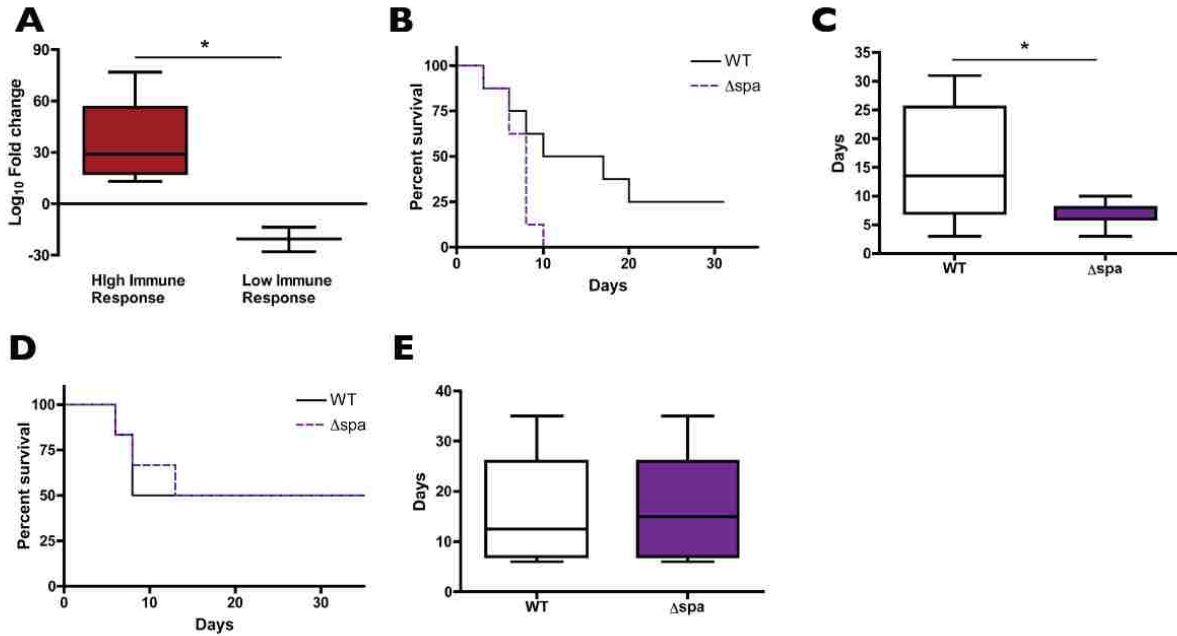 A
Log10 Fold change
90
60
30
0
-30
*
HIgh Immune
Response
Low Immune
Response
B
Percent survival
100
75
50
25
0
WT
Δspa
0 10 20 30
Days
C
Days
35
30
25
20
15
10
5
0
*
WT Δspa
D
Percent survival
100
75
50
25
0
WT
Δspa
0 10 20 30
Days
E
Days
40
30
20
10
0
WT Δspa